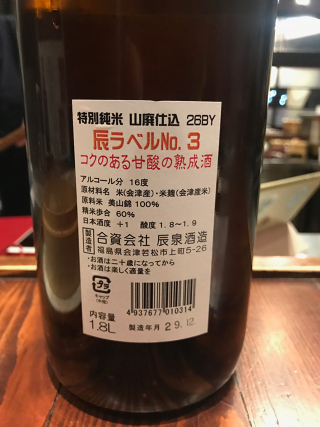 特別純米 山廃仕込 26BY
辰ラベルNo. 3
コクのある甘酸の熟成酒
アルコール分 16度
原材料名 米(会津産)・米麹(会津産米)
原料米 美山錦 100%
精米歩合 60%
日本酒度 +1 酸度 1.8~1.9
製造者 合資会社 辰泉酒造
福島県会津若松市上町5-26
・お酒は二十歳になってから
・お酒は楽しく適量を
キャップ
4937677010314
内容量
1.8L
製造年月 29.12.